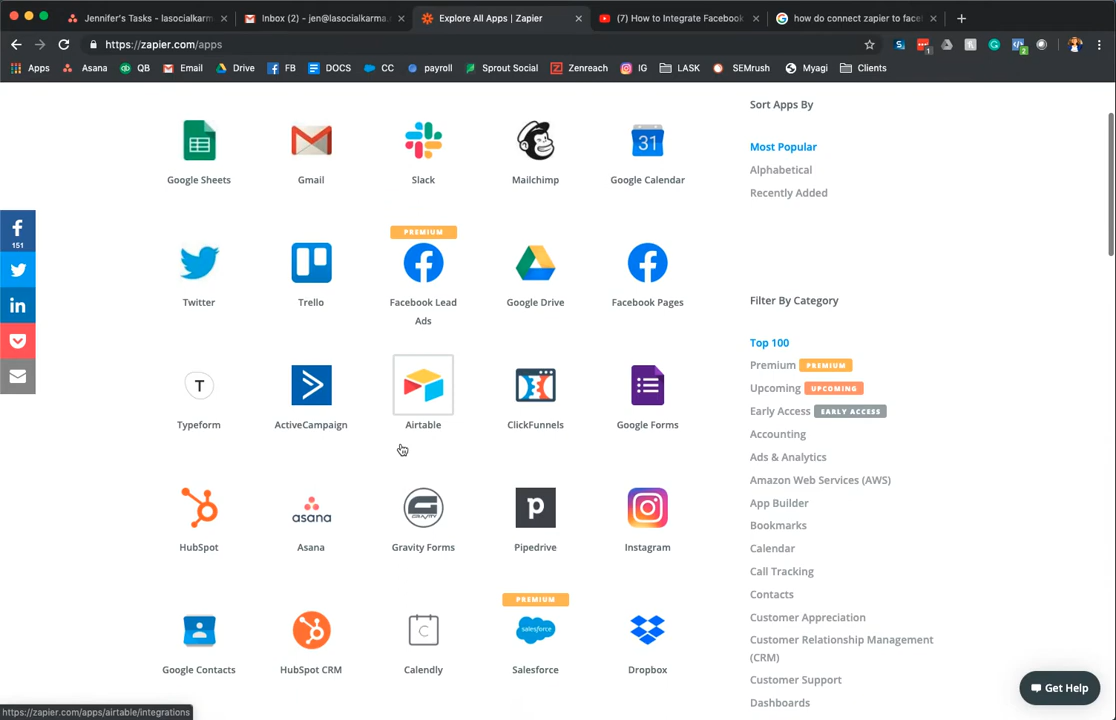 Jennifer's Tasks - lasocialkarm
Inbox (2) - jen@lasocialkarma.
Explore All Apps | Zapier
(7) How to Integrate Facebook
how do connect zapier to face
https://zapier.com/apps
Apps Asana QB Email Drive FB DOCS CC payroll Sprout Social Zenreach IG LASK SEMrush Myagi Clients
Sort Apps By
Most Popular
Alphabetical
Recently Added
31
Google Sheets Gmail Slack Mailchimp Google Calendar
151
PREMIUM
Twitter Trello Facebook Lead Ads Google Drive Facebook Pages
Filter By Category
Top 100
Premium PREMIUM
Upcoming UPCOMING
Early Access EARLY ACCESS
Accounting
Ads & Analytics
Amazon Web Services (AWS)
App Builder
Bookmarks
Calendar
Call Tracking
Contacts
Customer Appreciation
Customer Relationship Management
(CRM)
Customer Support
Dashboards
T
Typeform ActiveCampaign Airtable ClickFunnels Google Forms
asana
GRAVITY
p
HubSpot Asana Gravity Forms Pipedrive Instagram
PREMIUM
C
salesforce
Google Contacts HubSpot CRM Calendly Salesforce Dropbox
Get Help
https://zapier.com/apps/airtable/integrations